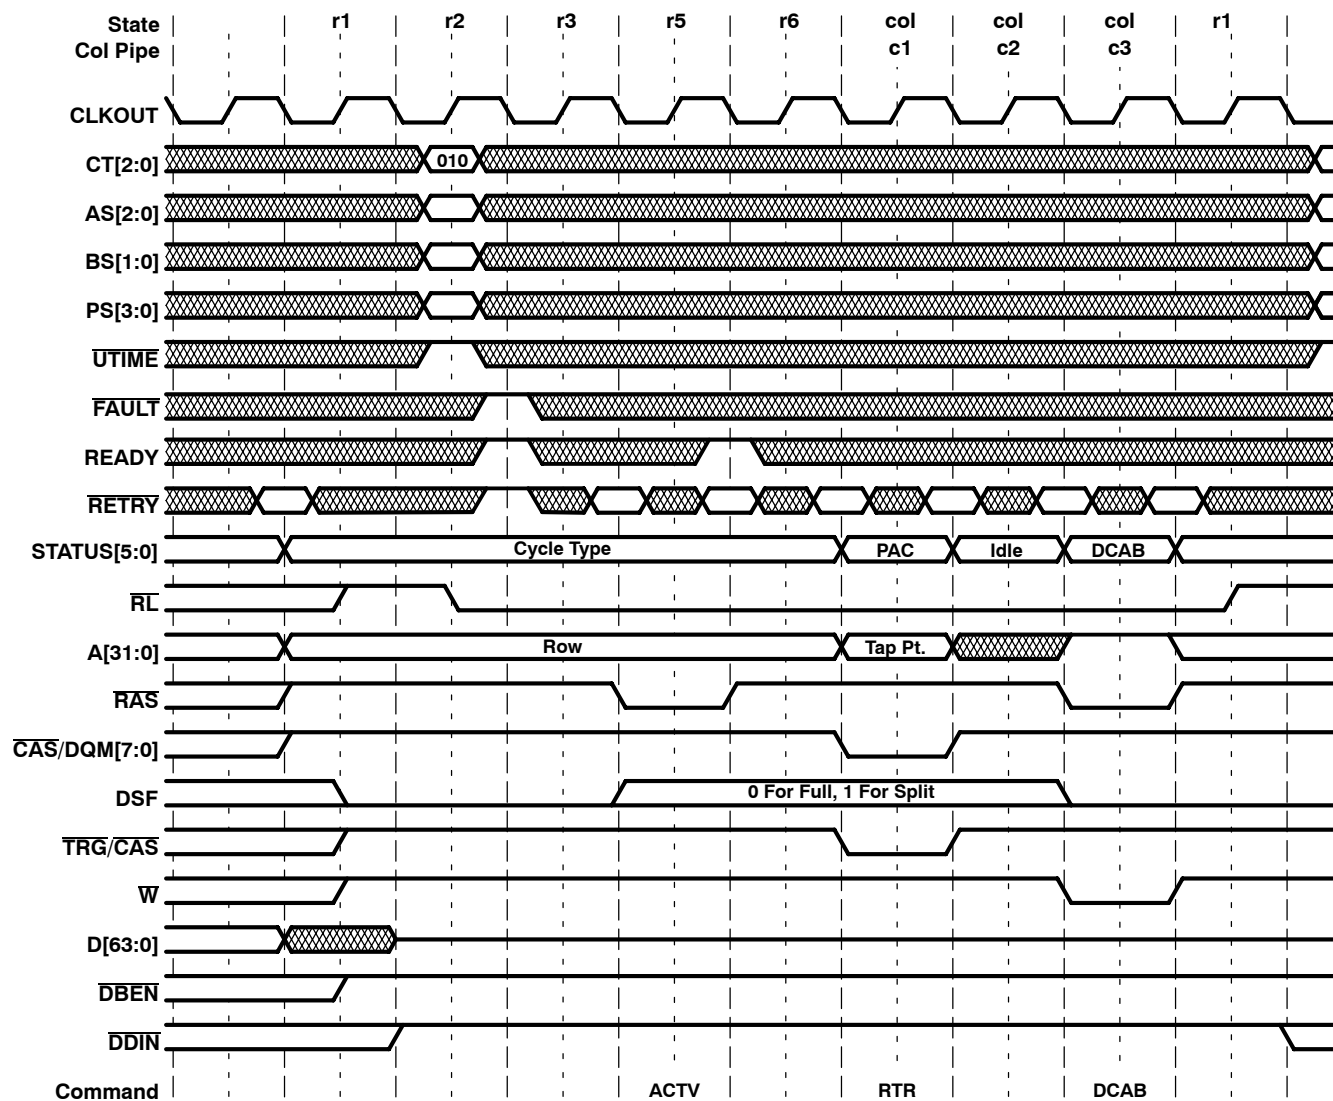 State r1 r2 r3 r5 r6 col col col r1
Col Pipe c1 c2 c3
CLKOUT
CT[2:0] 010
AS[2:0]
BS[1:0]
PS[3:0]
UTIME
FAULT
READY
RETRY
STATUS[5:0] Cycle Type PAC Idle DCAB
RL
A[31:0] Row Tap Pt.
RAS
CAS/DQM[7:0]
DSF 0 For Full, 1 For Split
TRG/CAS
W
D[63:0]
DBEN
DDIN
Command ACTV RTR DCAB